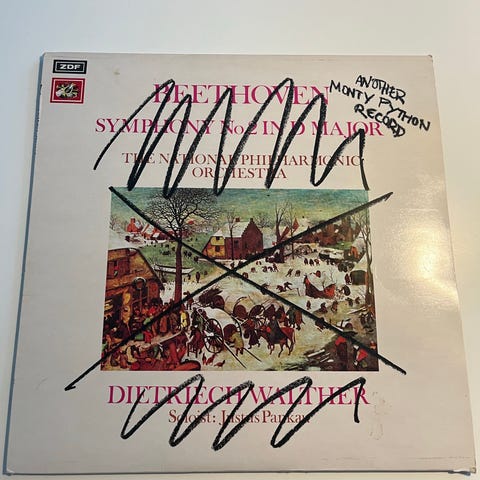 ZDF
BEETHOVEN
ANOTHER
MONTY PYTHON
RECORD
SYMPHONY No.2 IN D MAJOR
THE NATIONAL PHILHARMONIC
ORCHESTRA
DIETRIECH WALTHER
Soloist: Justus Pankau